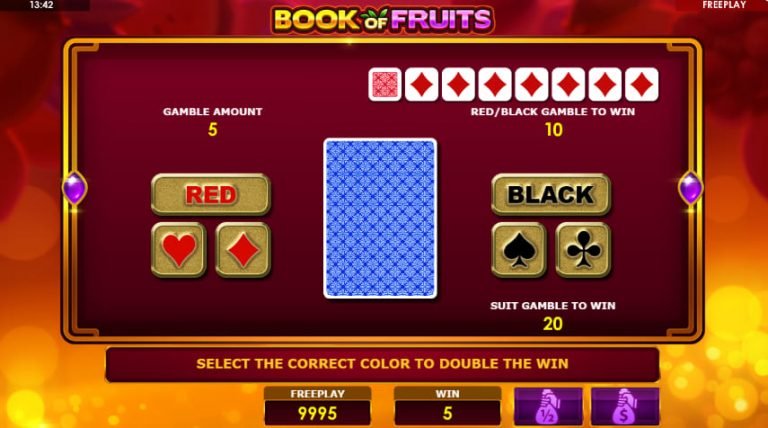 13:42
BOOK OF FRUITS
FREEPLAY
GAMBLE AMOUNT
5
RED/BLACK GAMBLE TO WIN
10
RED
BLACK
SUIT GAMBLE TO WIN
20
SELECT THE CORRECT COLOR TO DOUBLE THE WIN
FREEPLAY
9995
WIN
5
1/2
$